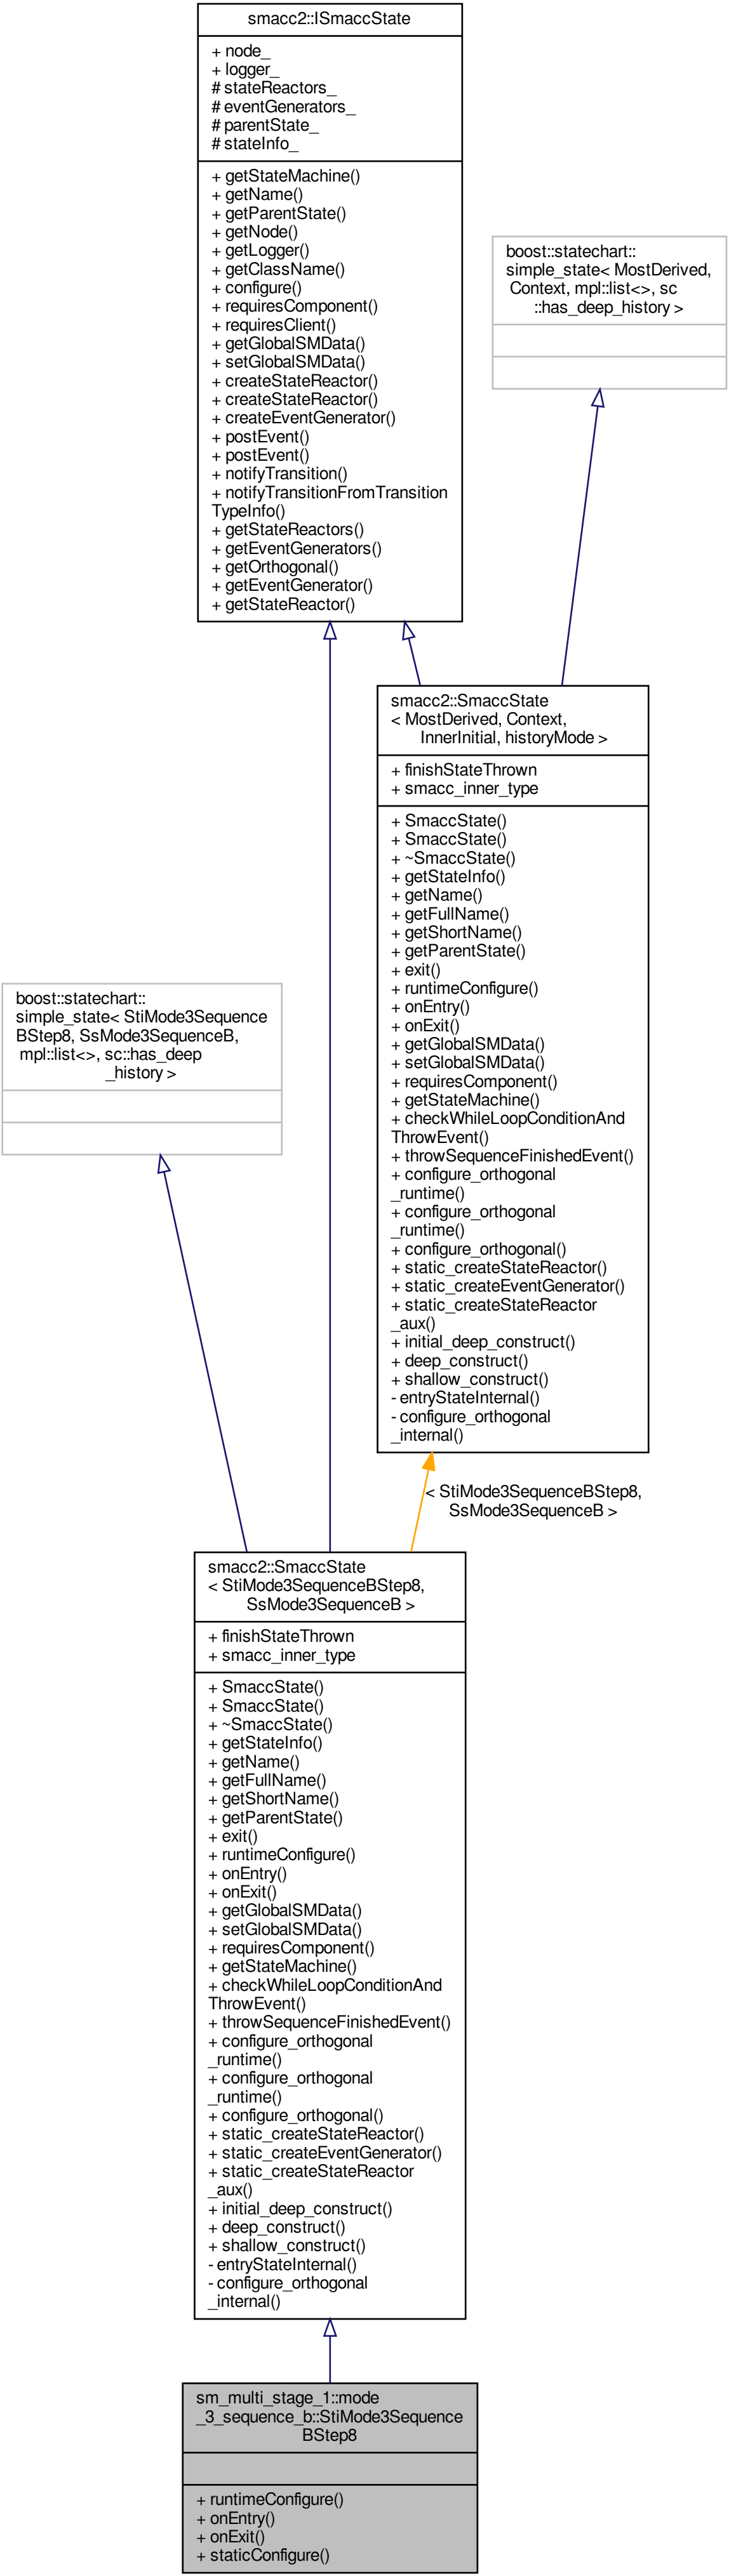 smacc2::ISmaccState
+ node_
+ logger_
# stateReactors_
# eventGenerators_
# parentState_
# stateInfo_
+ getStateMachine()
+ getName()
+ getParentState()
+ getNode()
+ getLogger()
+ getClassName()
+ configure()
+ requiresComponent()
+ requiresClient()
+ getGlobalSMData()
+ setGlobalSMData()
+ createStateReactor()
+ createStateReactor()
+ createEventGenerator()
+ postEvent()
+ postEvent()
+ notifyTransition()
+ notifyTransitionFromTransition
TypeInfo()
+ getStateReactors()
+ getEventGenerators()
+ getOrthogonal()
+ getEventGenerator()
+ getStateReactor()
boost::statechart::
simple_state< MostDerived,
Context, mpl::list<>, sc
::has_deep_history >
smacc2::SmaccState
< MostDerived, Context,
InnerInitial, historyMode >
+ finishStateThrown
+ smacc_inner_type
+ SmaccState()
+ SmaccState()
+ ~SmaccState()
+ getStateInfo()
+ getName()
+ getFullName()
+ getShortName()
+ getParentState()
+ exit()
+ runtimeConfigure()
+ onEntry()
+ onExit()
+ getGlobalSMData()
+ setGlobalSMData()
+ requiresComponent()
+ getStateMachine()
+ checkWhileLoopConditionAnd
ThrowEvent()
+ throwSequenceFinishedEvent()
+ configure_orthogonal
_runtime()
+ configure_orthogonal
_runtime()
+ configure_orthogonal()
+ static_createStateReactor()
+ static_createEventGenerator()
+ static_createStateReactor
_aux()
+ initial_deep_construct()
+ deep_construct()
+ shallow_construct()
- entryStateInternal()
- configure_orthogonal
_internal()
boost::statechart::
simple_state< StiMode3Sequence
BStep8, SsMode3SequenceB,
mpl::list<>, sc::has_deep
_history >
< StiMode3SequenceBStep8,
SsMode3SequenceB >
smacc2::SmaccState
< StiMode3SequenceBStep8,
SsMode3SequenceB >
+ finishStateThrown
+ smacc_inner_type
+ SmaccState()
+ SmaccState()
+ ~SmaccState()
+ getStateInfo()
+ getName()
+ getFullName()
+ getShortName()
+ getParentState()
+ exit()
+ runtimeConfigure()
+ onEntry()
+ onExit()
+ getGlobalSMData()
+ setGlobalSMData()
+ requiresComponent()
+ getStateMachine()
+ checkWhileLoopConditionAnd
ThrowEvent()
+ throwSequenceFinishedEvent()
+ configure_orthogonal
_runtime()
+ configure_orthogonal
_runtime()
+ configure_orthogonal()
+ static_createStateReactor()
+ static_createEventGenerator()
+ static_createStateReactor
_aux()
+ initial_deep_construct()
+ deep_construct()
+ shallow_construct()
- entryStateInternal()
- configure_orthogonal
_internal()
sm_multi_stage_1::mode
_3_sequence_b::StiMode3Sequence
BStep8
+ runtimeConfigure()
+ onEntry()
+ onExit()
+ staticConfigure()